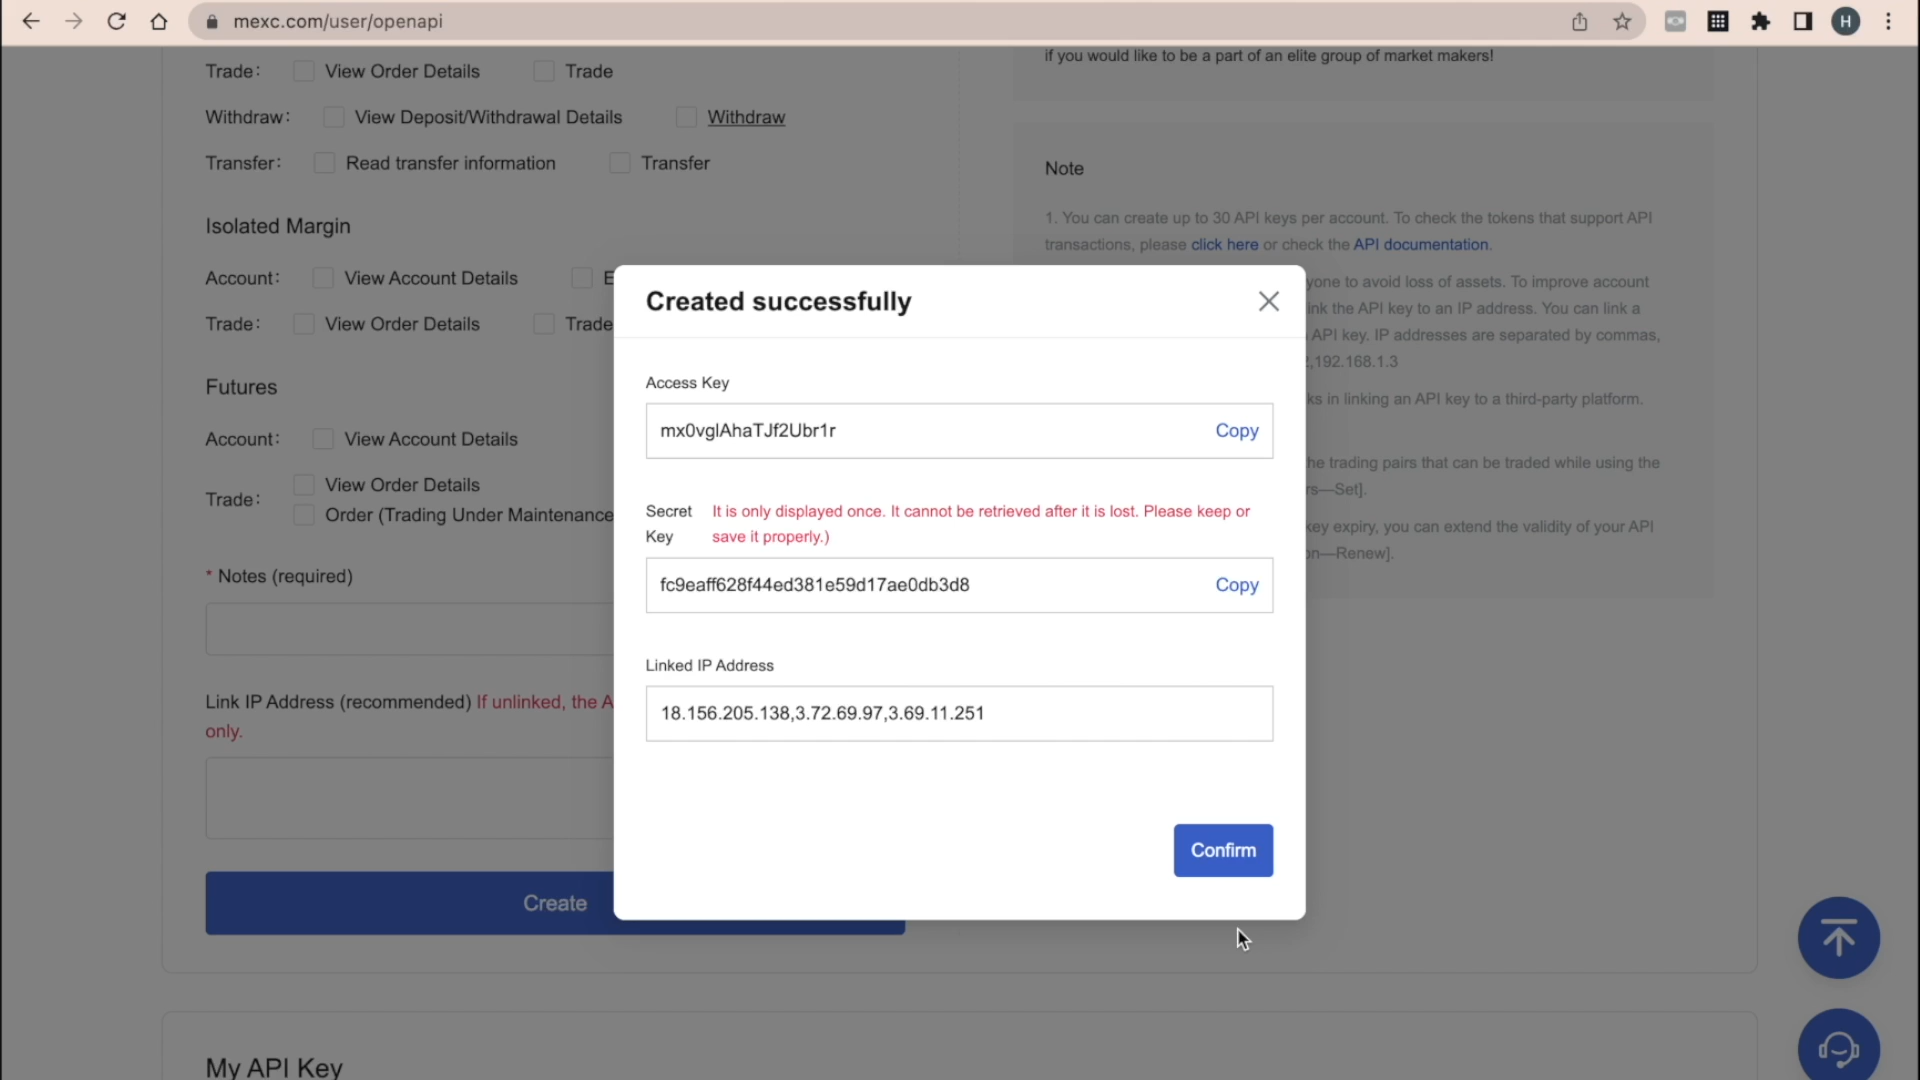 mexc.com/user/openapi
H
if you would like to be a part of an elite group of market makers!
Trade: View Order Details Trade
Withdraw: View Deposit/Withdrawal Details Withdraw
Transfer: Read transfer information Transfer
Isolated Margin
Account: View Account Details E
Trade: View Order Details Trade
Futures
Account: View Account Details
Trade: View Order Details
Order (Trading Under Maintenance
* Notes (required)
Link IP Address (recommended) If unlinked, the A
only.
Create
Note
1. You can create up to 30 API keys per account. To check the tokens that support API
transactions, please click here or check the API documentation.
yone to avoid loss of assets. To improve account
ink the API key to an IP address. You can link a
API key. IP addresses are separated by commas,
,192.168.1.3
ks in linking an API key to a third-party platform.
he trading pairs that can be traded while using the
rs—Set].
key expiry, you can extend the validity of your API
on—Renew].
Created successfully
Access Key
mx0vglAhaTJf2Ubr1r Copy
Secret Key It is only displayed once. It cannot be retrieved after it is lost. Please keep or
save it properly.)
fc9eaff628f44ed381e59d17ae0db3d8 Copy
Linked IP Address
18.156.205.138,3.72.69.97,3.69.11.251
Confirm
My API Key